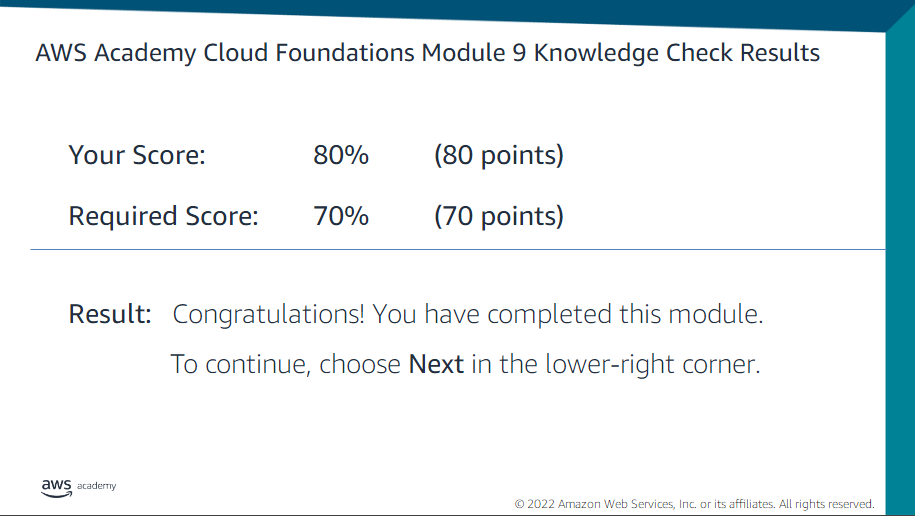 AWS Academy Cloud Foundations Module 9 Knowledge Check Results
Your Score: 80% (80 points)
Required Score: 70% (70 points)
Result: Congratulations! You have completed this module.
To continue, choose Next in the lower-right corner.
aws academy
© 2022 Amazon Web Services, Inc. or its affiliates. All rights reserved.